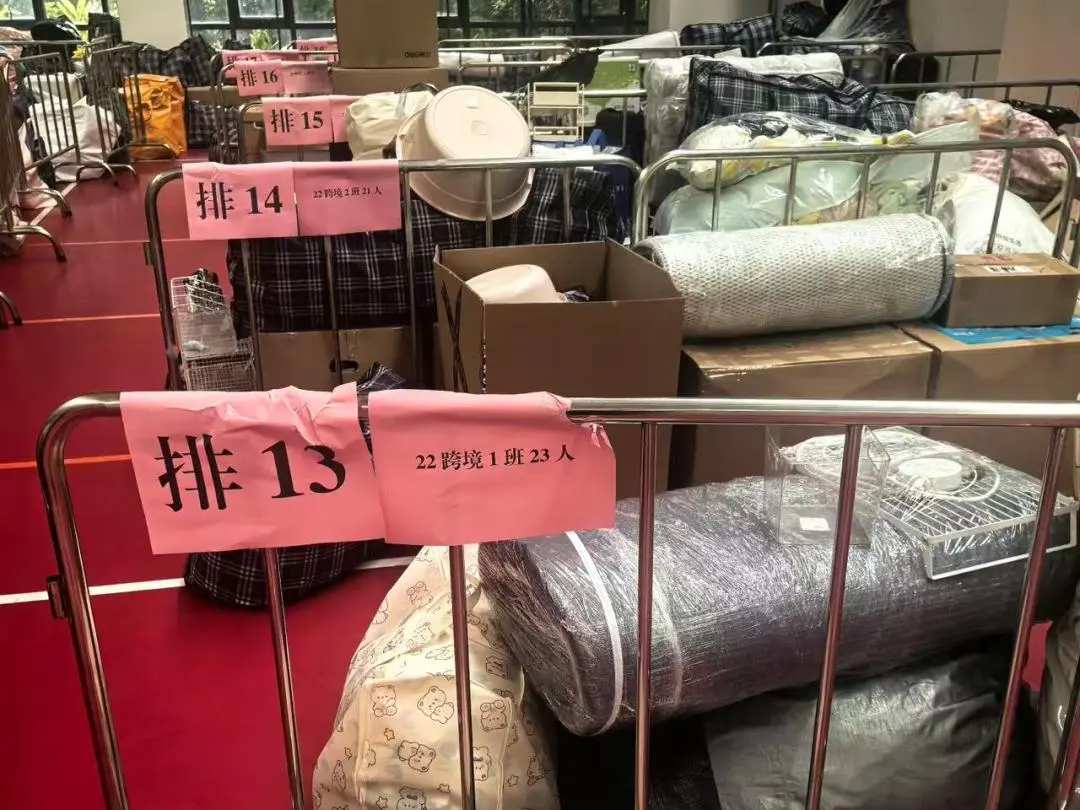 排 16
排 15
排 14
22 跨境 2 班 21 人
排 13
22 跨境 1 班 23 人